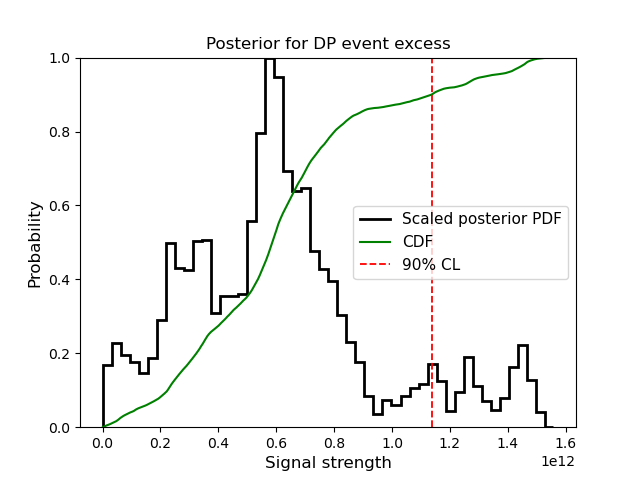 Posterior for DP event excess
1.0
0.8
0.6
0.4
0.2
0.0
Probability
Scaled posterior PDF
CDF
90% CL
0.0 0.2 0.4 0.6 0.8 1.0 1.2 1.4 1.6
1e12
Signal strength